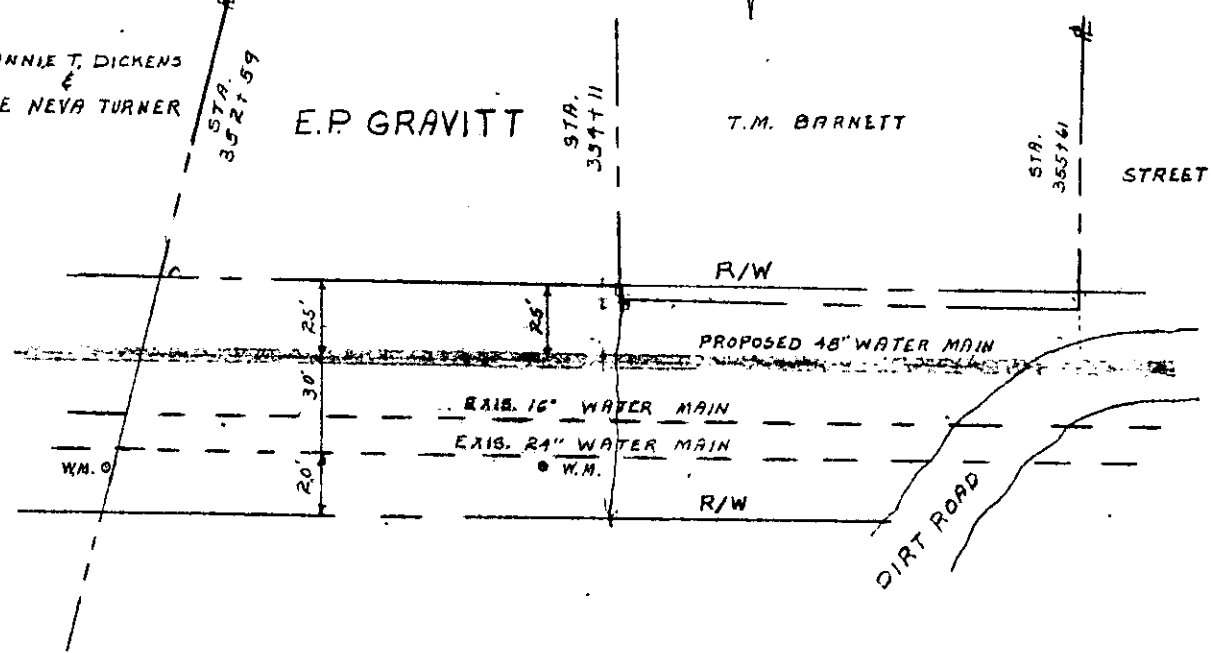 NNIE T. DICKENS
&
E NEVA TURNER
STA.
352+59
E.P. GRAVITT
STA.
354+11
T.M. BARNETT
STA.
355+61
STREET
R/W
25'
25'
PROPOSED 48" WATER MAIN
30'
EXIS. 16" WATER MAIN
EXIS. 24" WATER MAIN
W.M.
W.M.
20'
R/W
DIRT ROAD